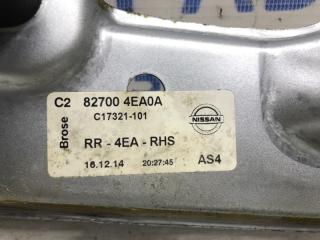 C2 82700 4EA0A
C17321-101
Brose
NISSAN
RR - 4EA - RHS
16.12.14 20:27:45 AS4